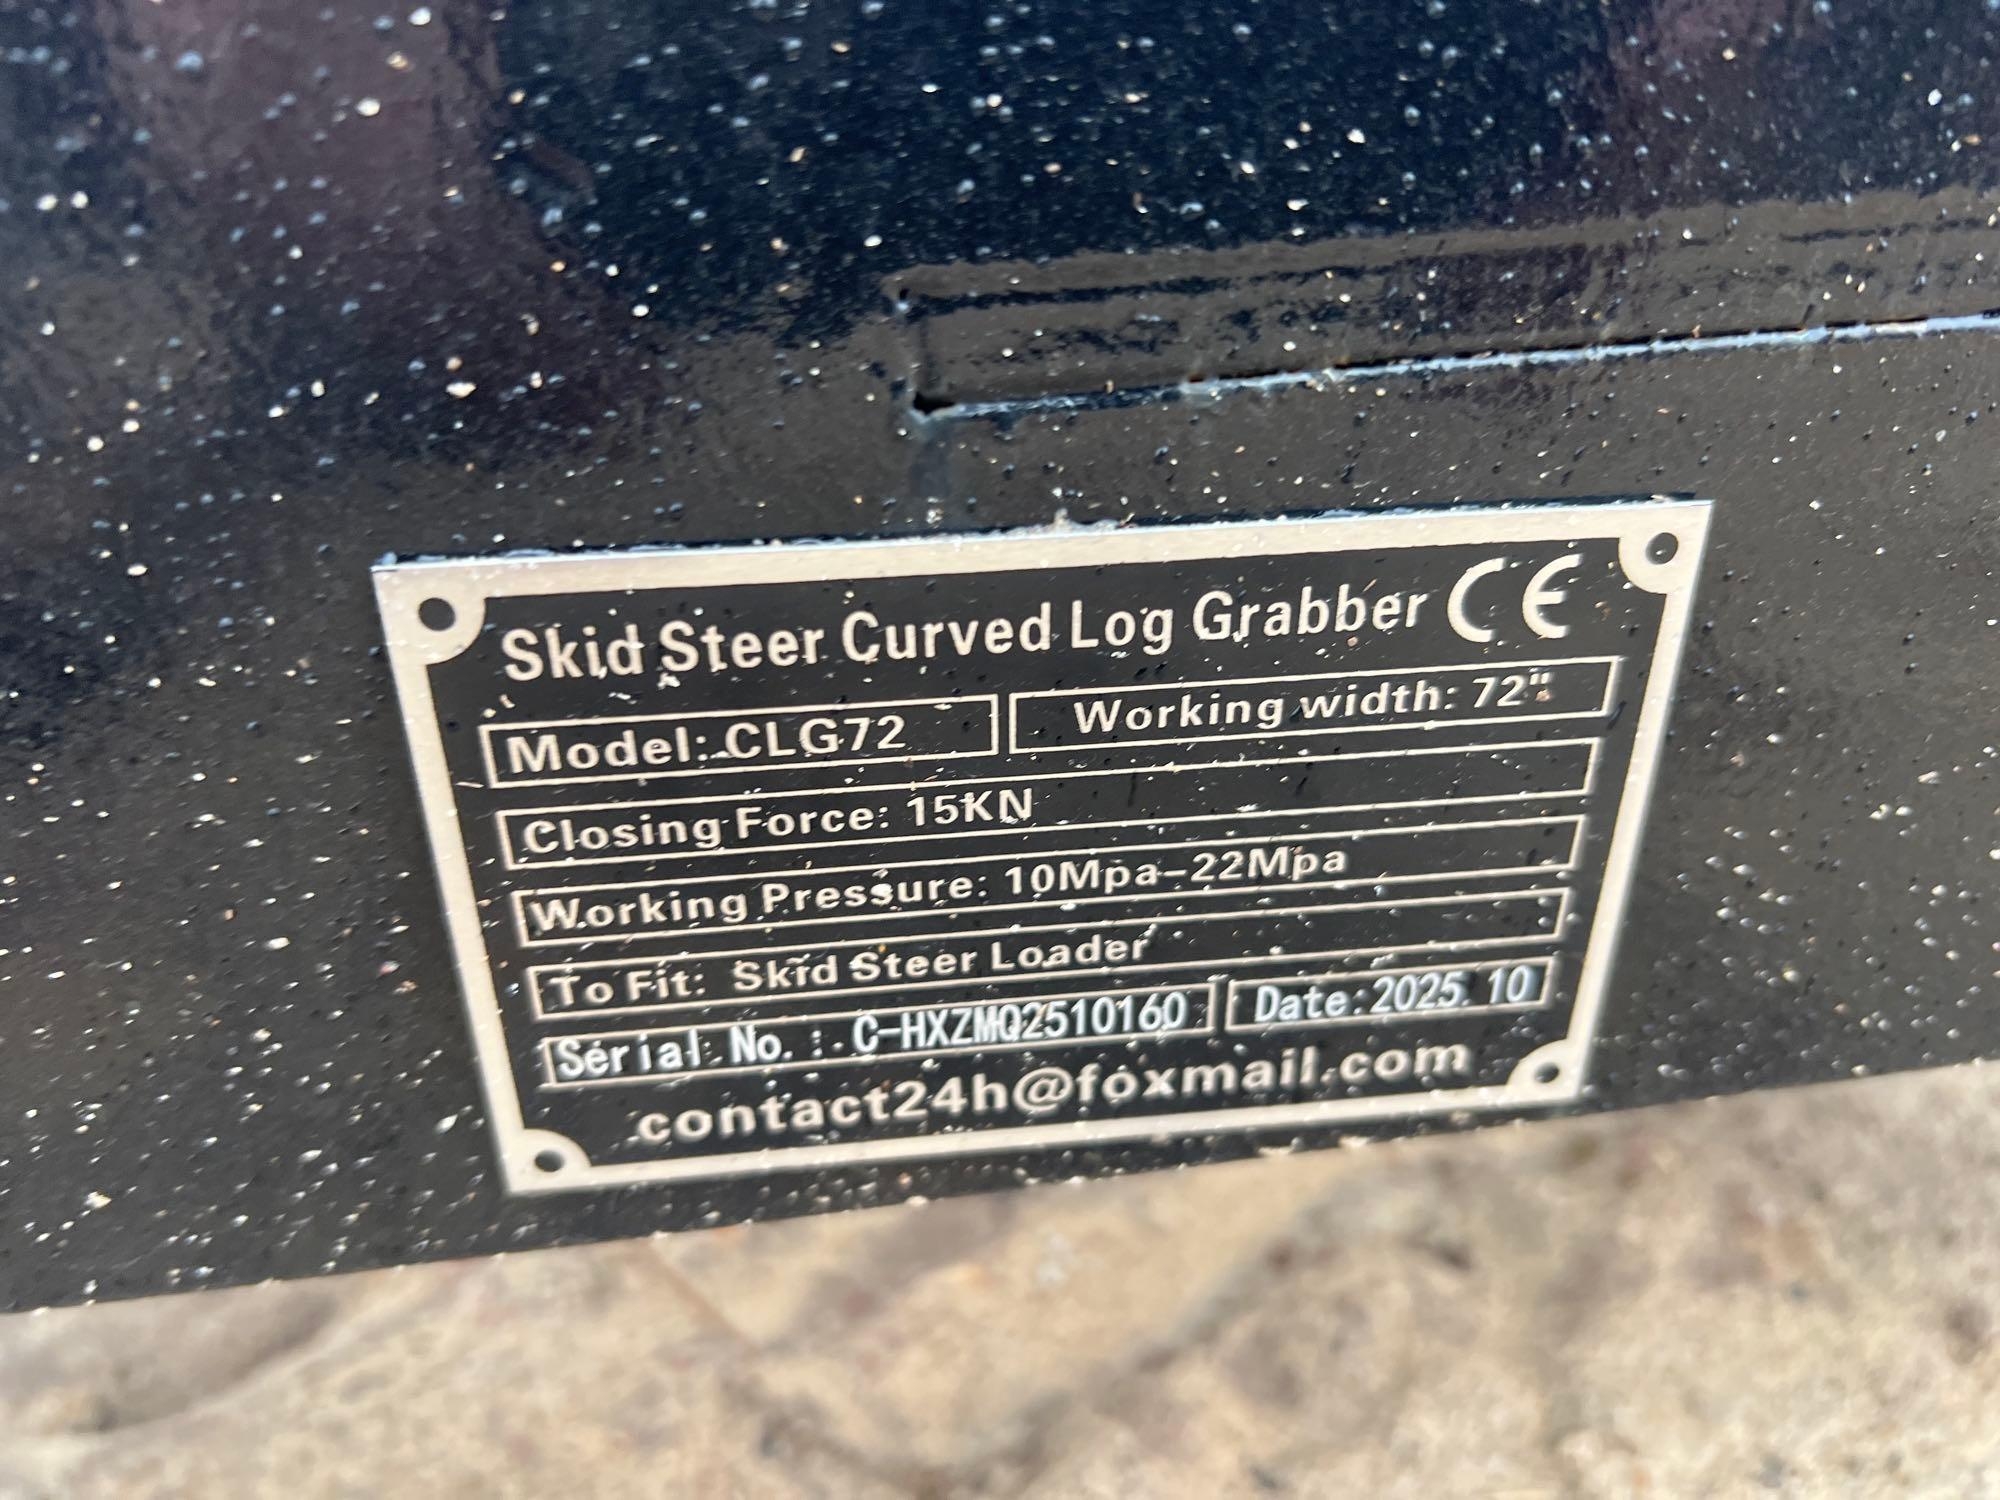 Skid Steer Curved Log Grabber CE
Model: CLG72 Working width: 72"
Closing Force: 15KN
Working Pressure: 10Mpa-22Mpa
To Fit: Skid Steer Loader
Serial No.: C-HXZMQ2510160 Date:2025.10
contact24h@foxmail.com